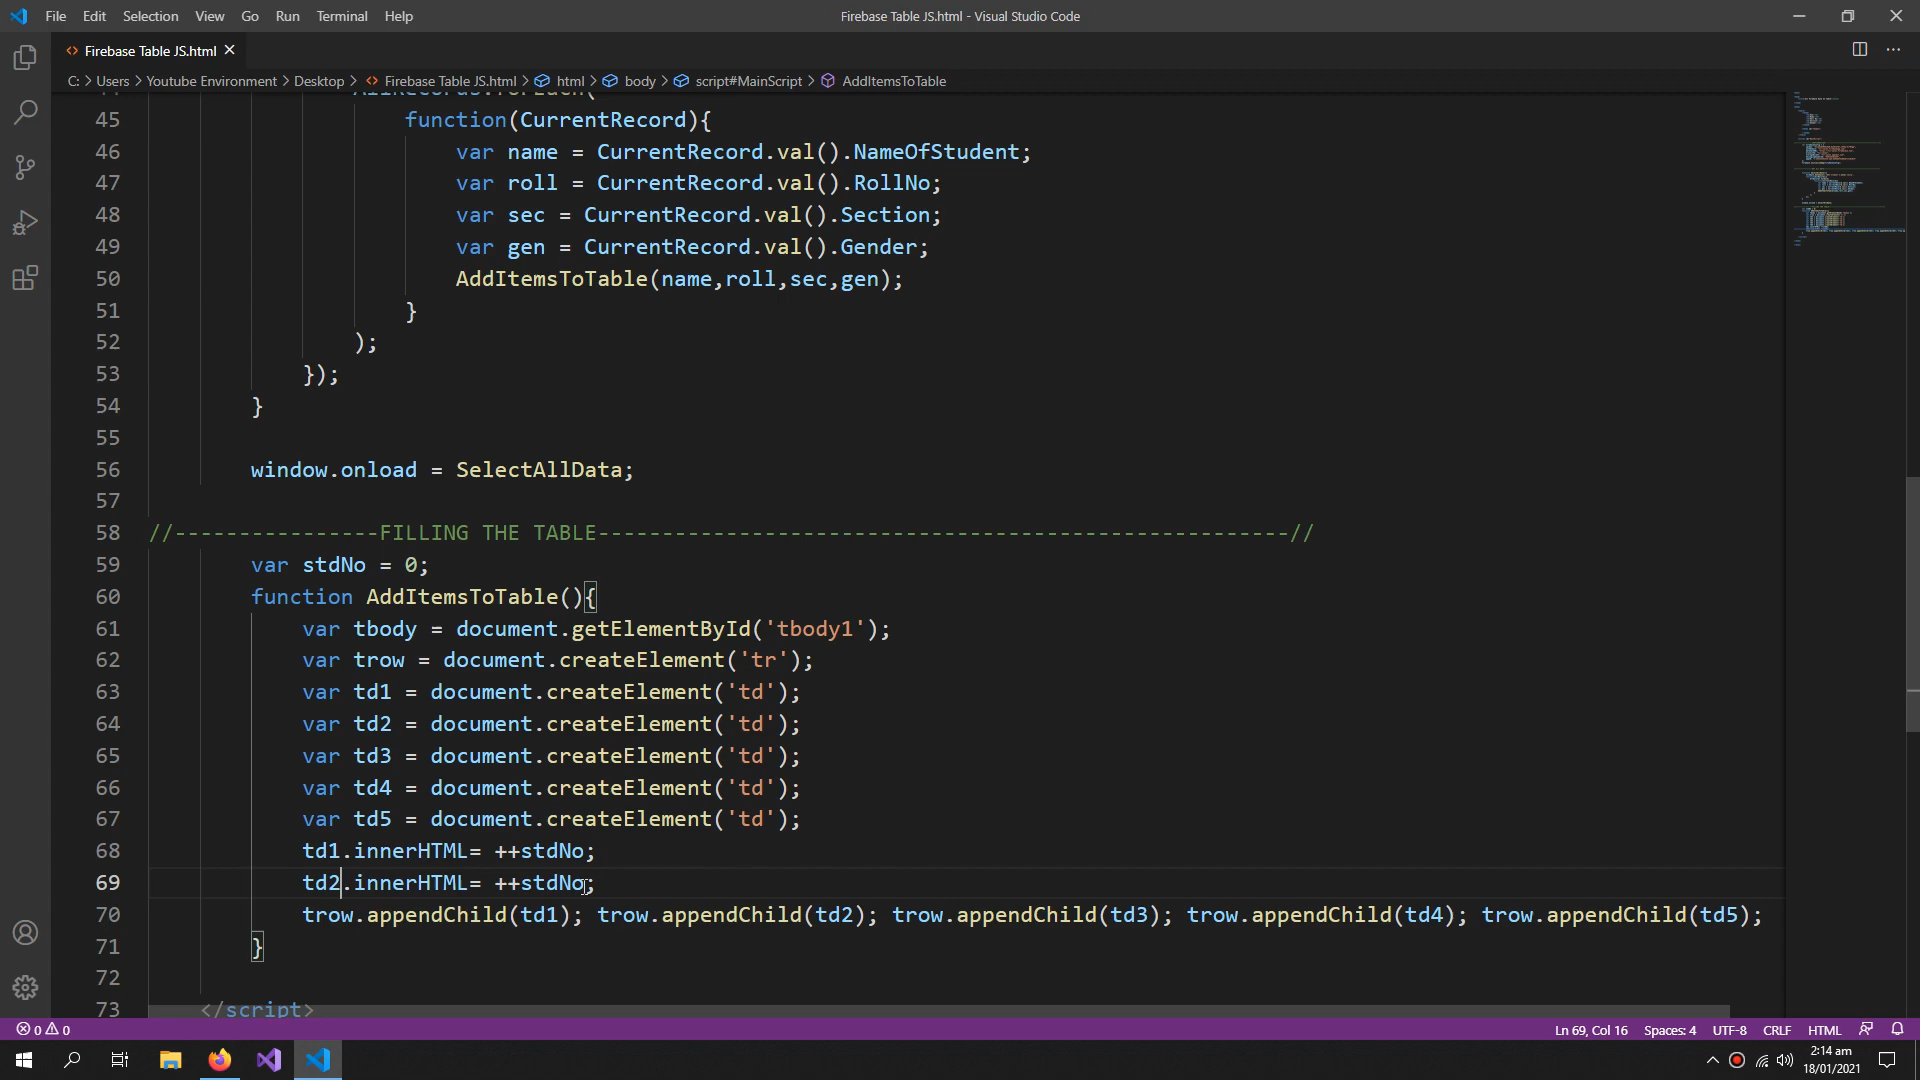 File Edit Selection View Go Run Terminal Help
Firebase Table JS.html - Visual Studio Code
<> Firebase Table JS.html ×
C: > Users > Youtube Environment > Desktop > <> Firebase Table JS.html > html > body > script#MainScript > AddItemsToTable
45 function(CurrentRecord){
46 var name = CurrentRecord.val().NameOfStudent;
47 var roll = CurrentRecord.val().RollNo;
48 var sec = CurrentRecord.val().Section;
49 var gen = CurrentRecord.val().Gender;
50 AddItemsToTable(name,roll,sec,gen);
51 }
52 );
53 });
54 }
55
56 window.onload = SelectAllData;
57
58 //----------------FILLING THE TABLE------------------------------------------------------//
59 var stdNo = 0;
60 function AddItemsToTable(){
61 var tbody = document.getElementById('tbody1');
62 var trow = document.createElement('tr');
63 var td1 = document.createElement('td');
64 var td2 = document.createElement('td');
65 var td3 = document.createElement('td');
66 var td4 = document.createElement('td');
67 var td5 = document.createElement('td');
68 td1.innerHTML= ++stdNo;
69 td2.innerHTML= ++stdNo;
70 trow.appendChild(td1); trow.appendChild(td2); trow.appendChild(td3); trow.appendChild(td4); trow.appendChild(td5);
71 }
72
73 </script>
0 0 Ln 69, Col 16 Spaces: 4 UTF-8 CRLF HTML
2:14 am
18/01/2021